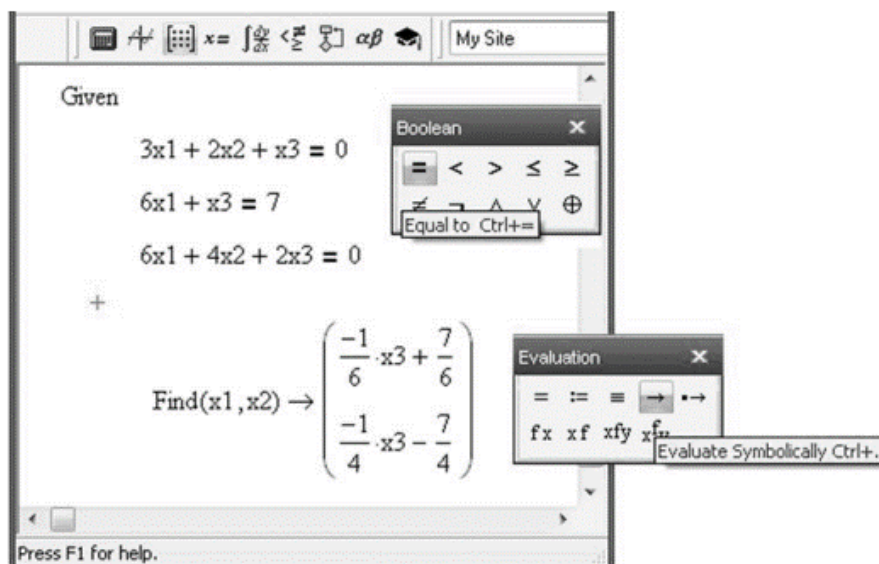 My Site
Given
3x1 + 2x2 + x3 = 0
6x1 + x3 = 7
6x1 + 4x2 + 2x3 = 0
Boolean ×
= < > ≤ ≥
≠ ¬ ∧ ∨ ⊕
Equal to Ctrl+=
Find(x1,x2) → ( -1/6 ·x3 + 7/6
-1/4 ·x3 − 7/4 )
Evaluation ×
= := ≡ → ▪→
fx xf xfy xfy
Evaluate Symbolically Ctrl+.
Press F1 for help.